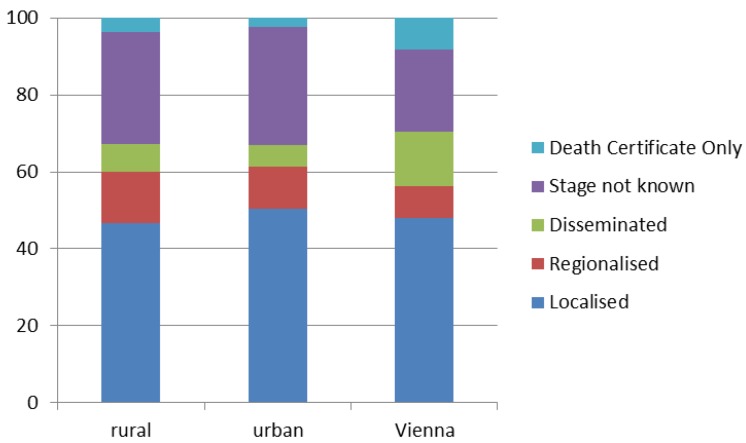 100
80
60
40
20
0
rural urban Vienna
Death Certificate Only
Stage not known
Disseminated
Regionalised
Localised